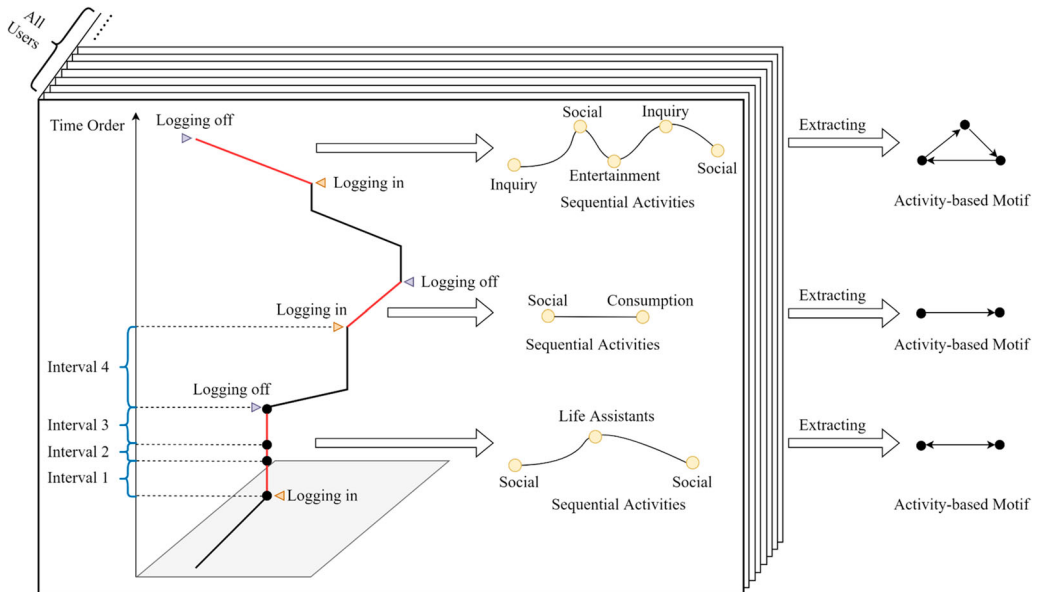 All
Users
......
Time Order
Logging off
Logging in
Inquiry
Social
Entertainment
Inquiry
Social
Sequential Activities
Extracting
Activity-based Motif
Logging off
Logging in
Social
Consumption
Sequential Activities
Extracting
Activity-based Motif
Interval 4
Logging off
Interval 3
Interval 2
Interval 1
Logging in
Life Assistants
Social
Social
Sequential Activities
Extracting
Activity-based Motif